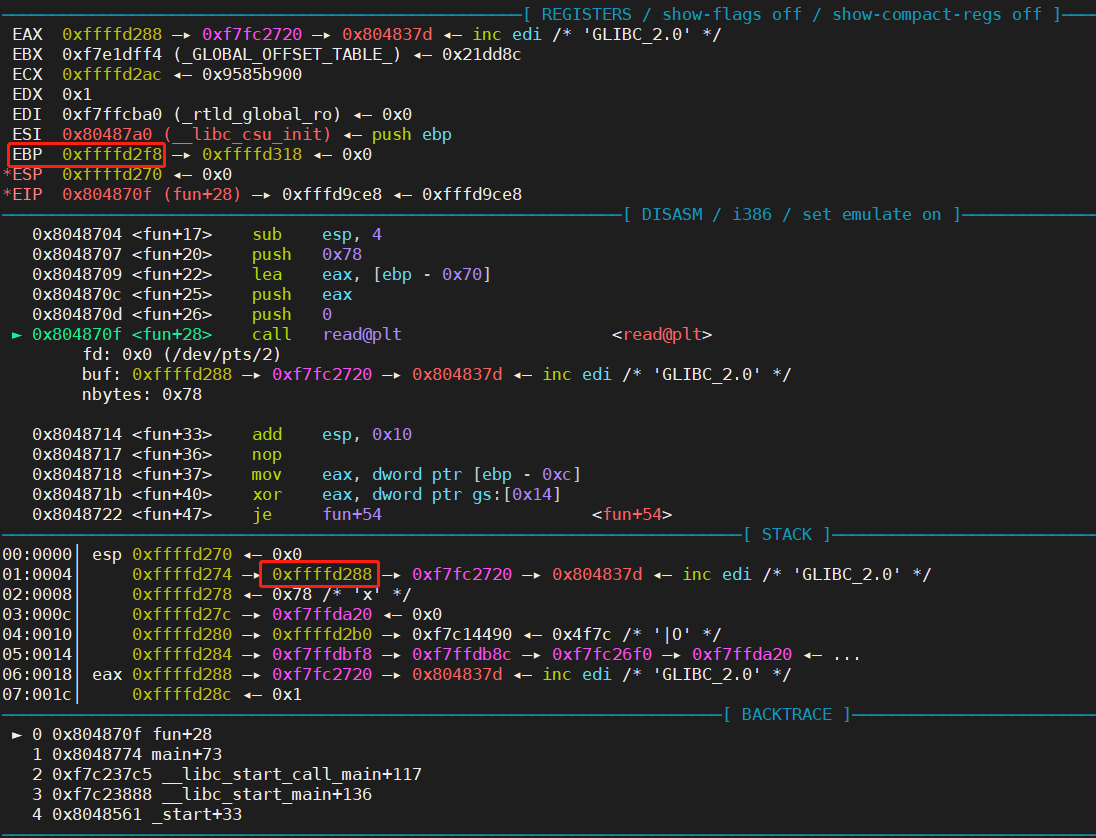 [ REGISTERS / show-flags off / show-compact-regs off ]
EAX  0xffffd288 —▸ 0xf7fc2720 —▸ 0x804837d ◂— inc edi /* 'GLIBC_2.0' */
EBX  0xf7e1dff4 (_GLOBAL_OFFSET_TABLE_) ◂— 0x21dd8c
ECX  0xffffd2ac ◂— 0x9585b900
EDX  0x1
EDI  0xf7ffcba0 (_rtld_global_ro) ◂— 0x0
ESI  0x80487a0 (__libc_csu_init) ◂— push ebp
EBP  0xffffd2f8 —▸ 0xffffd318 ◂— 0x0
*ESP  0xffffd270 ◂— 0x0
*EIP  0x804870f (fun+28) —▸ 0xfffd9ce8 ◂— 0xfffd9ce8
[ DISASM / i386 / set emulate on ]
0x8048704 <fun+17>    sub    esp, 4
0x8048707 <fun+20>    push   0x78
0x8048709 <fun+22>    lea    eax, [ebp - 0x70]
0x804870c <fun+25>    push   eax
0x804870d <fun+26>    push   0
► 0x804870f <fun+28>    call   read@plt                     <read@plt>
fd: 0x0 (/dev/pts/2)
buf: 0xffffd288 —▸ 0xf7fc2720 —▸ 0x804837d ◂— inc edi /* 'GLIBC_2.0' */
nbytes: 0x78
0x8048714 <fun+33>    add    esp, 0x10
0x8048717 <fun+36>    nop
0x8048718 <fun+37>    mov    eax, dword ptr [ebp - 0xc]
0x804871b <fun+40>    xor    eax, dword ptr gs:[0x14]
0x8048722 <fun+47>    je     fun+54                     <fun+54>
[ STACK ]
00:0000│ esp 0xffffd270 ◂— 0x0
01:0004│     0xffffd274 —▸ 0xffffd288 —▸ 0xf7fc2720 —▸ 0x804837d ◂— inc edi /* 'GLIBC_2.0' */
02:0008│     0xffffd278 ◂— 0x78 /* 'x' */
03:000c│     0xffffd27c —▸ 0xf7ffda20 ◂— 0x0
04:0010│     0xffffd280 —▸ 0xffffd2b0 —▸ 0xf7c14490 ◂— 0x4f7c /* '|O' */
05:0014│     0xffffd284 —▸ 0xf7ffdbf8 —▸ 0xf7ffdb8c —▸ 0xf7fc26f0 —▸ 0xf7ffda20 ◂— ...
06:0018│ eax 0xffffd288 —▸ 0xf7fc2720 —▸ 0x804837d ◂— inc edi /* 'GLIBC_2.0' */
07:001c│     0xffffd28c ◂— 0x1
[ BACKTRACE ]
► 0 0x804870f fun+28
1 0x8048774 main+73
2 0xf7c237c5 __libc_start_call_main+117
3 0xf7c23888 __libc_start_main+136
4 0x8048561 _start+33